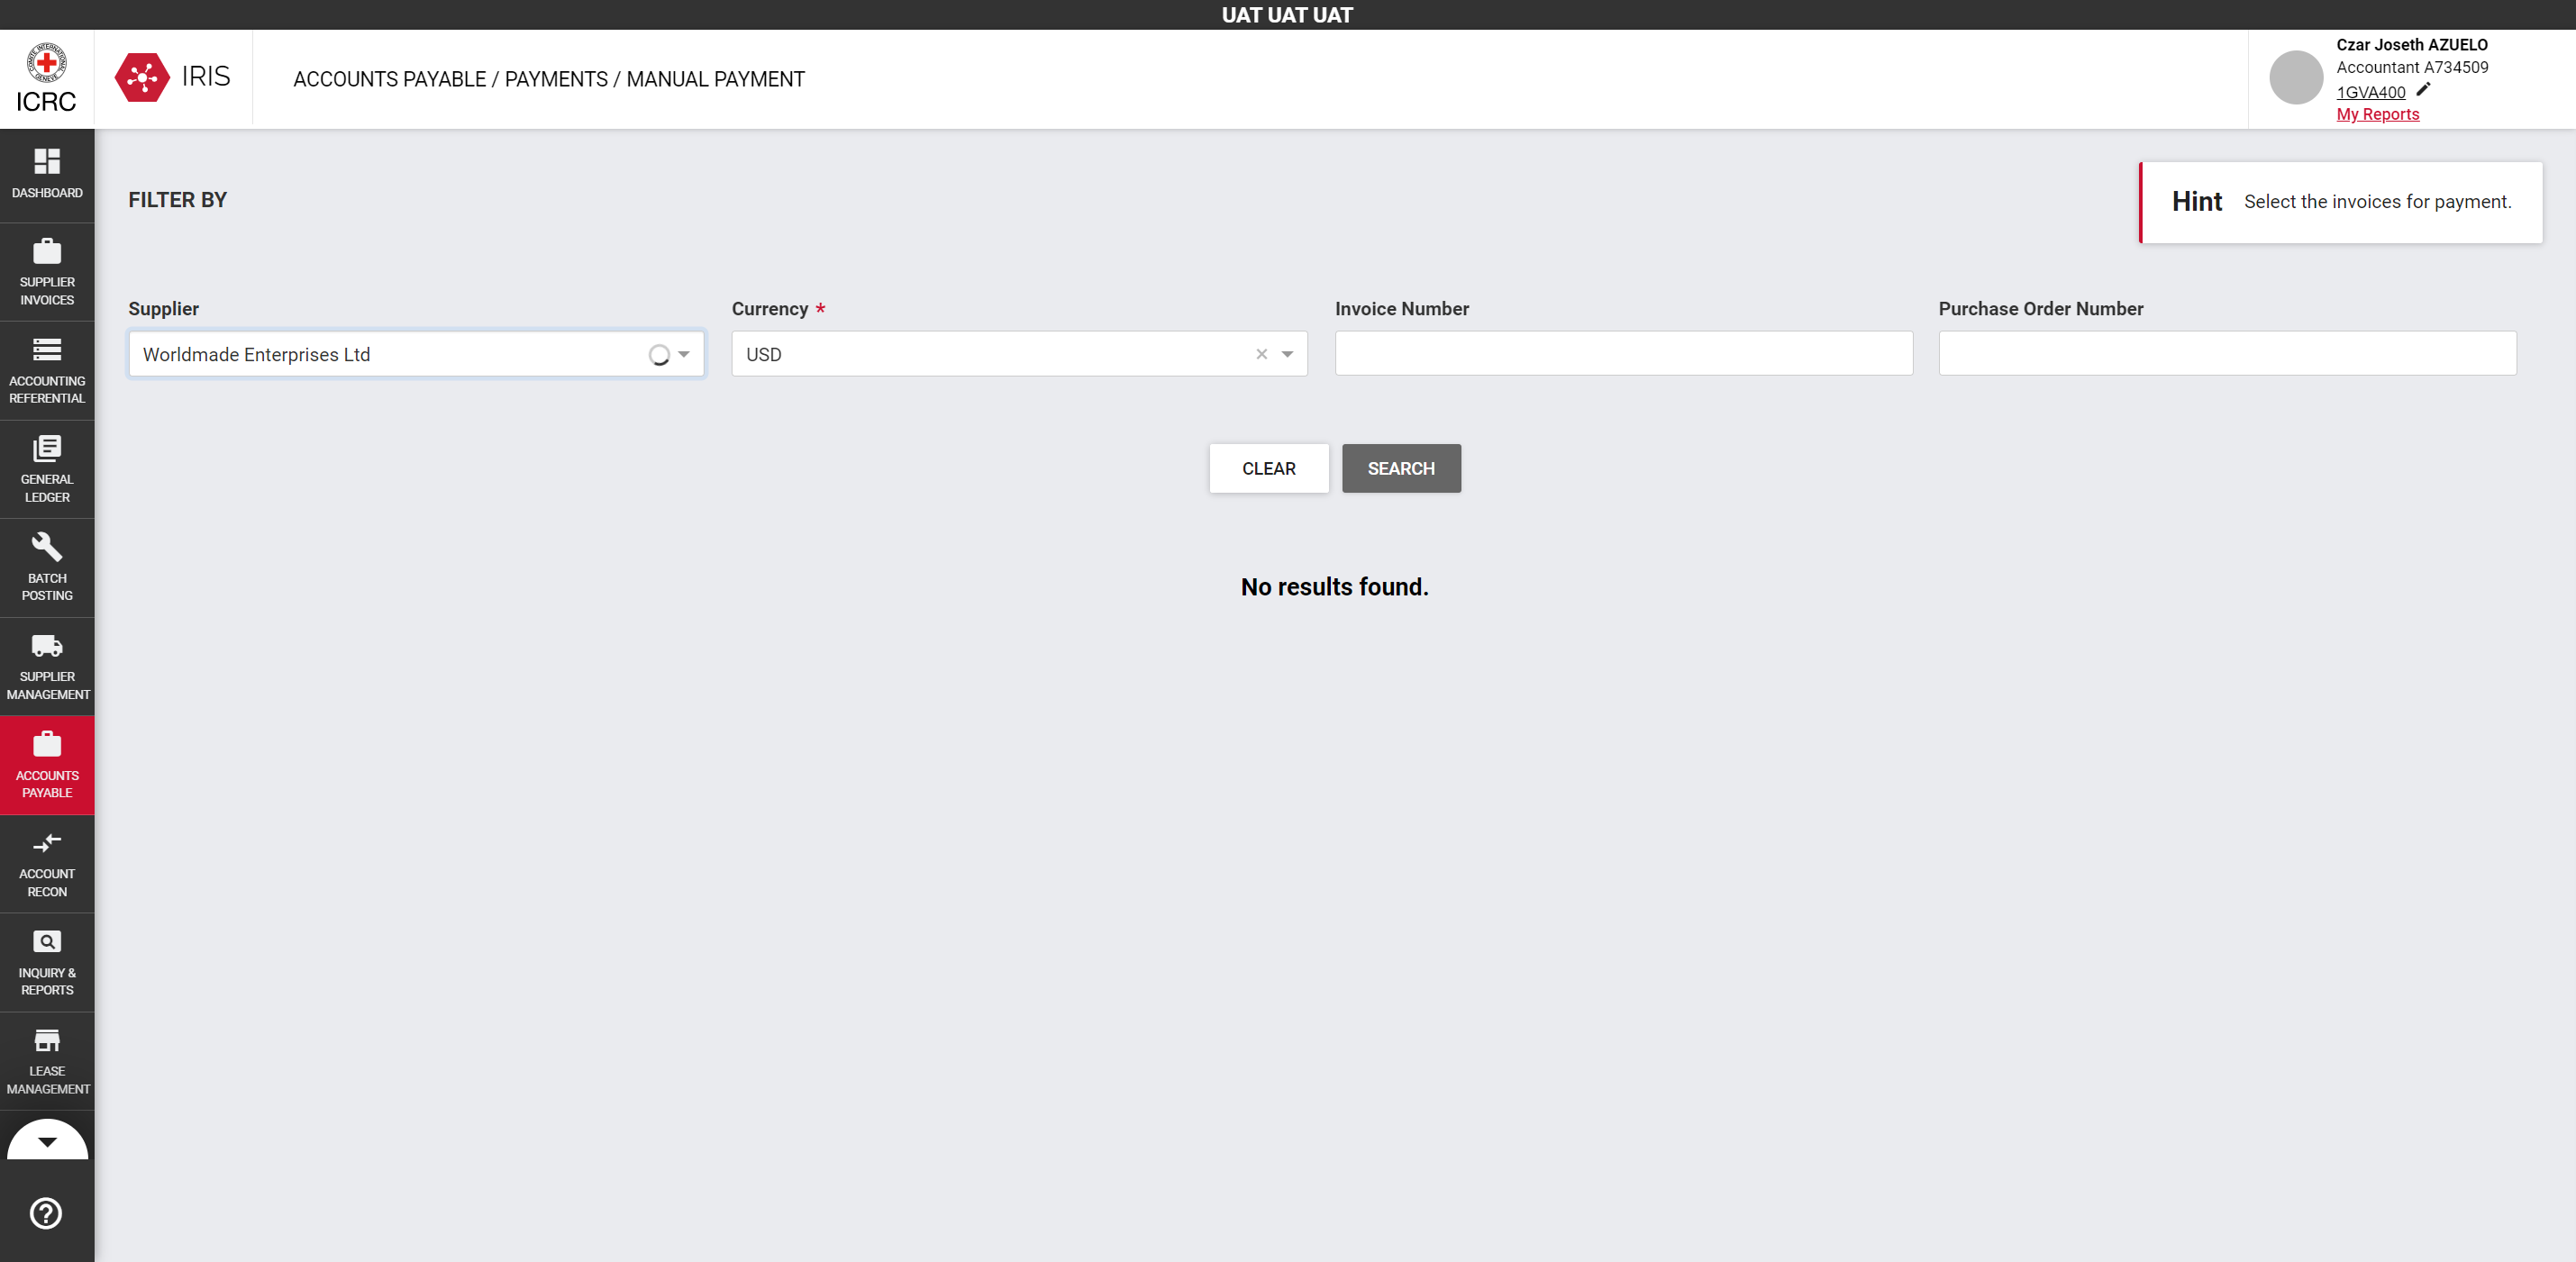 UAT UAT UAT
ICRC
IRIS
ACCOUNTS PAYABLE / PAYMENTS / MANUAL PAYMENT
Czar Joseth AZUELO
Accountant A734509
1GVA400
My Reports
DASHBOARD
SUPPLIER
INVOICES
ACCOUNTING
REFERENTIAL
GENERAL
LEDGER
BATCH
POSTING
SUPPLIER
MANAGEMENT
ACCOUNTS
PAYABLE
ACCOUNT
RECON
INQUIRY &
REPORTS
LEASE
MANAGEMENT
FILTER BY
Hint Select the invoices for payment.
Supplier
Worldmade Enterprises Ltd
Currency *
USD
Invoice Number
Purchase Order Number
CLEAR
SEARCH
No results found.